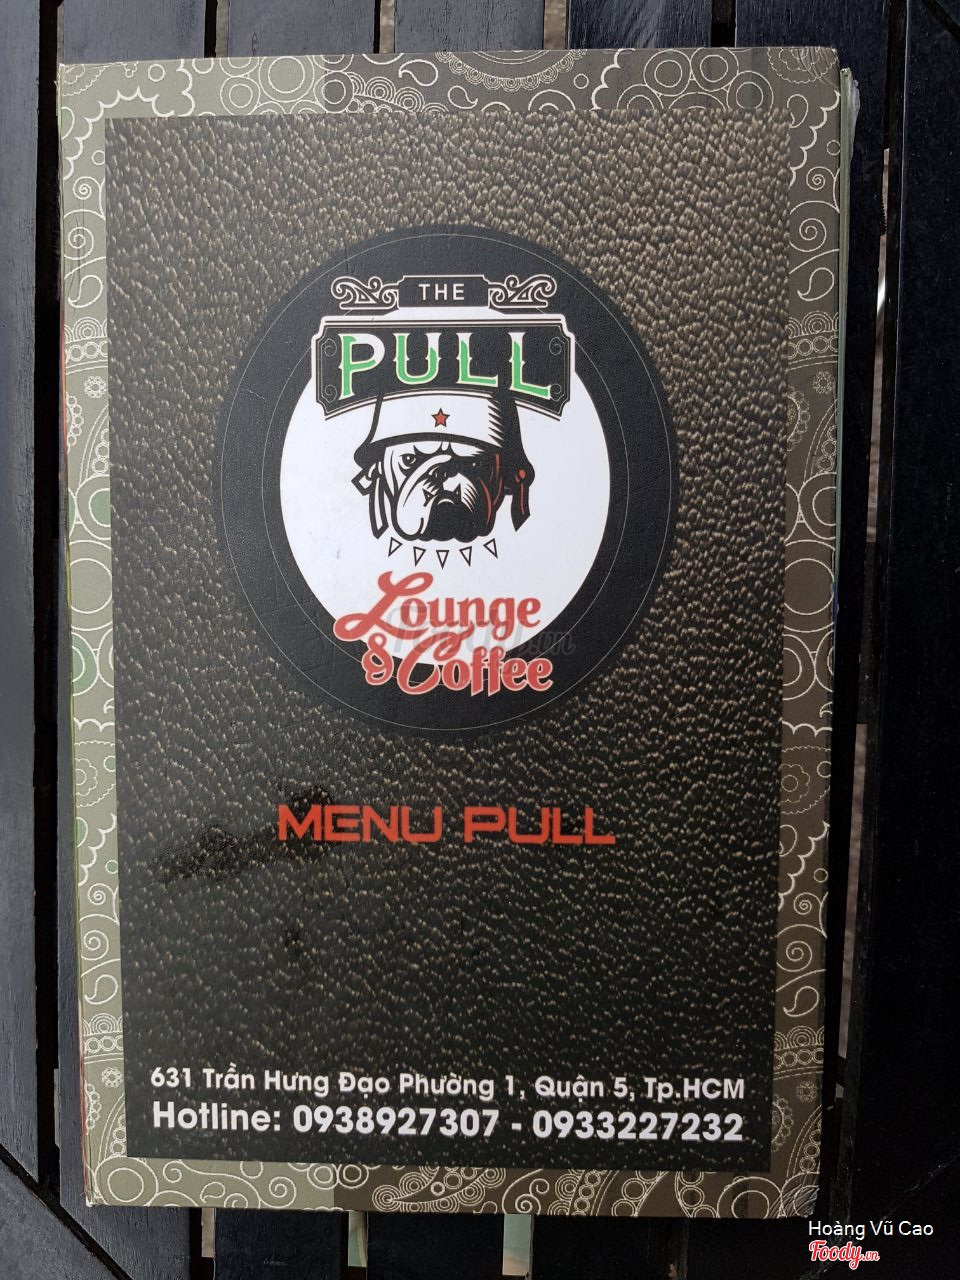 THE
PULL
Lounge
& Coffee
MENU PULL
631 Trần Hưng Đạo Phường 1, Quận 5, Tp.HCM
Hotline: 0938927307 - 0933227232
Hoàng Vũ Cao
Foody.vn